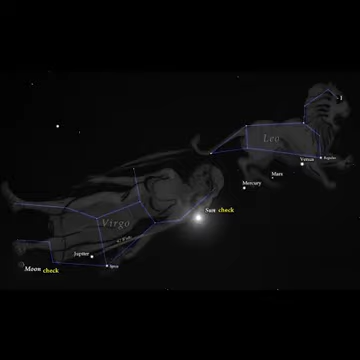 Leo
Venus
Regulus
Mars
Mercury
Sun check
Virgo
Jupiter
Spica
Moon check